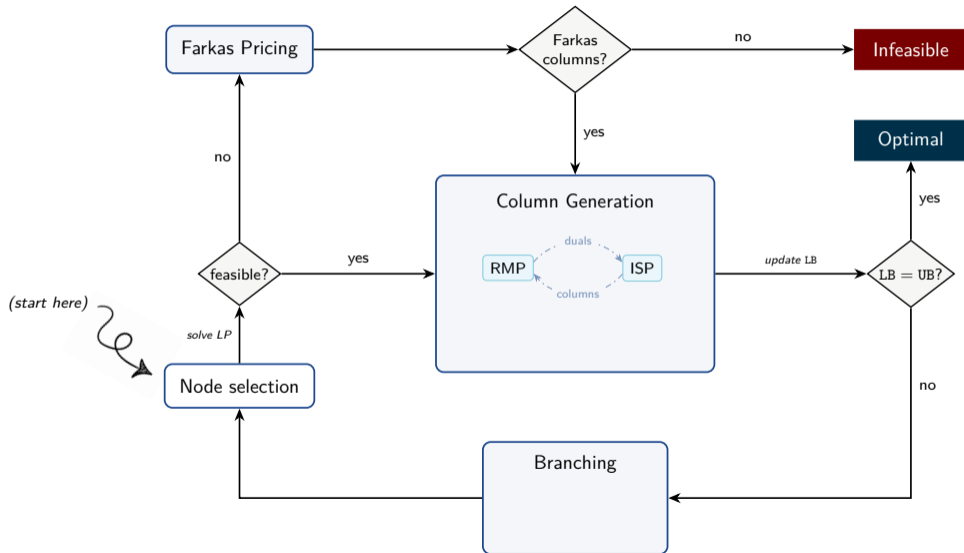 Farkas Pricing
Farkas
columns?
no
Infeasible
Optimal
yes
no
yes
Column Generation
duals
RMP
ISP
columns
feasible?
yes
update LB
LB = UB?
(start here)
solve LP
Node selection
no
Branching